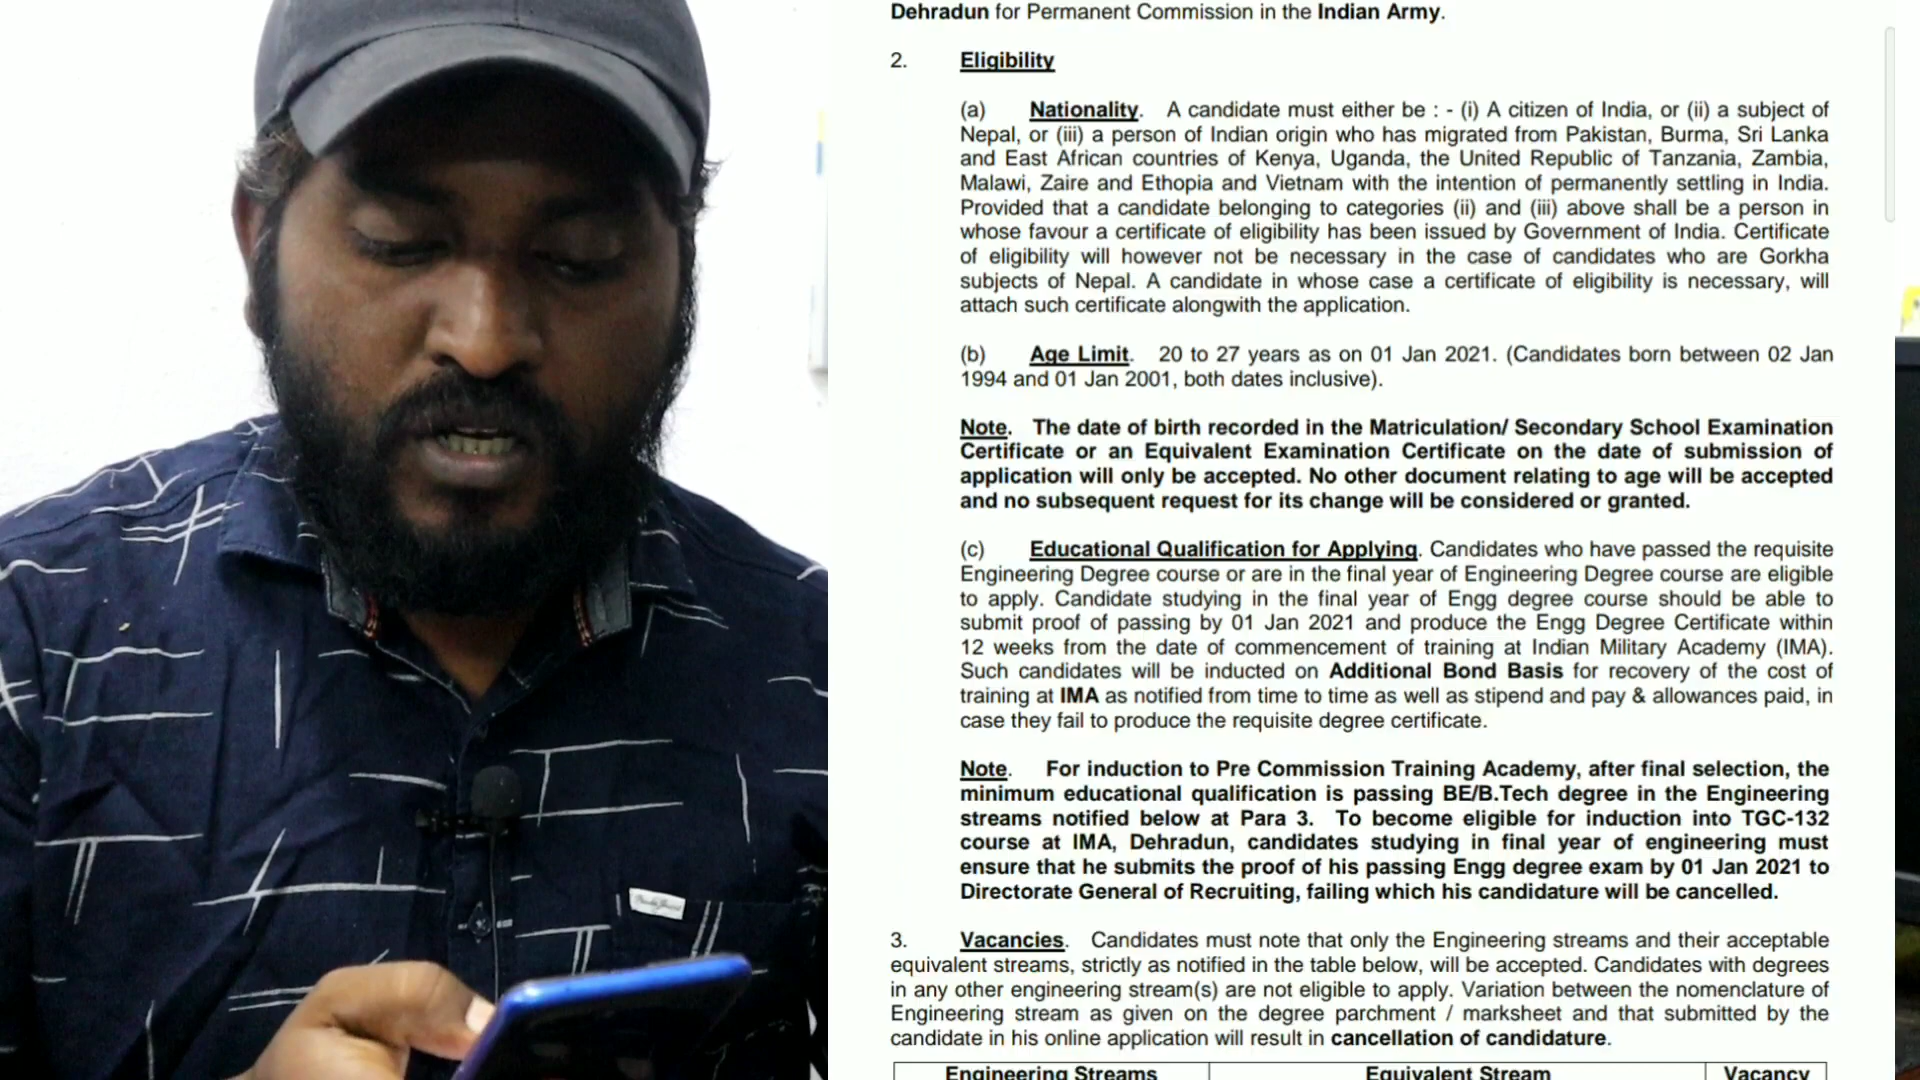 Dehradun for Permanent Commission in the Indian Army.
2. Eligibility
(a) Nationality. A candidate must either be : - (i) A citizen of India, or (ii) a subject of
Nepal, or (iii) a person of Indian origin who has migrated from Pakistan, Burma, Sri Lanka
and East African countries of Kenya, Uganda, the United Republic of Tanzania, Zambia,
Malawi, Zaire and Ethopia and Vietnam with the intention of permanently settling in India.
Provided that a candidate belonging to categories (ii) and (iii) above shall be a person in
whose favour a certificate of eligibility has been issued by Government of India. Certificate
of eligibility will however not be necessary in the case of candidates who are Gorkha
subjects of Nepal. A candidate in whose case a certificate of eligibility is necessary, will
attach such certificate alongwith the application.
(b) Age Limit. 20 to 27 years as on 01 Jan 2021. (Candidates born between 02 Jan
1994 and 01 Jan 2001, both dates inclusive).
Note. The date of birth recorded in the Matriculation/ Secondary School Examination
Certificate or an Equivalent Examination Certificate on the date of submission of
application will only be accepted. No other document relating to age will be accepted
and no subsequent request for its change will be considered or granted.
(c) Educational Qualification for Applying. Candidates who have passed the requisite
Engineering Degree course or are in the final year of Engineering Degree course are eligible
to apply. Candidate studying in the final year of Engg degree course should be able to
submit proof of passing by 01 Jan 2021 and produce the Engg Degree Certificate within
12 weeks from the date of commencement of training at Indian Military Academy (IMA).
Such candidates will be inducted on Additional Bond Basis for recovery of the cost of
training at IMA as notified from time to time as well as stipend and pay & allowances paid, in
case they fail to produce the requisite degree certificate.
Note. For induction to Pre Commission Training Academy, after final selection, the
minimum educational qualification is passing BE/B.Tech degree in the Engineering
streams notified below at Para 3. To become eligible for induction into TGC-132
course at IMA, Dehradun, candidates studying in final year of engineering must
ensure that he submits the proof of his passing Engg degree exam by 01 Jan 2021 to
Directorate General of Recruiting, failing which his candidature will be cancelled.
3. Vacancies. Candidates must note that only the Engineering streams and their acceptable
equivalent streams, strictly as notified in the table below, will be accepted. Candidates with degrees
in any other engineering stream(s) are not eligible to apply. Variation between the nomenclature of
Engineering stream as given on the degree parchment / marksheet and that submitted by the
candidate in his online application will result in cancellation of candidature.
Engineering Streams Equivalent Stream Vacancy